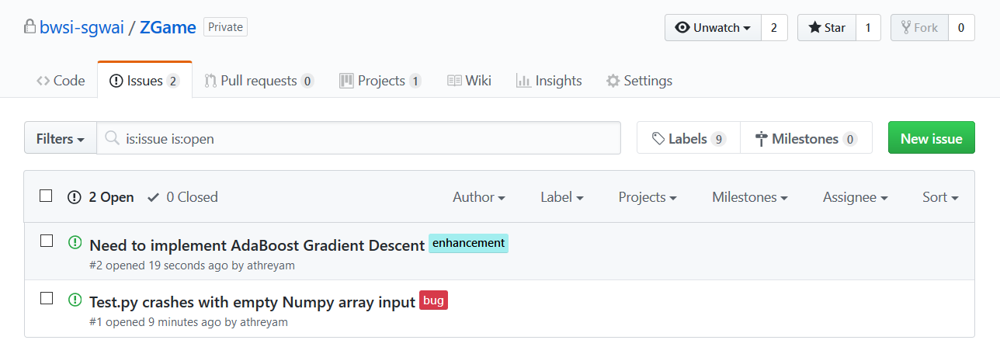 bwsi-sgwai / ZGame Private Unwatch 2 Star 1 Fork 0
Code Issues 2 Pull requests 0 Projects 1 Wiki Insights Settings
Filters is:issue is:open Labels 9 Milestones 0 New issue
2 Open 0 Closed Author Label Projects Milestones Assignee Sort
Need to implement AdaBoost Gradient Descent enhancement
#2 opened 19 seconds ago by athreyam
Test.py crashes with empty Numpy array input bug
#1 opened 9 minutes ago by athreyam